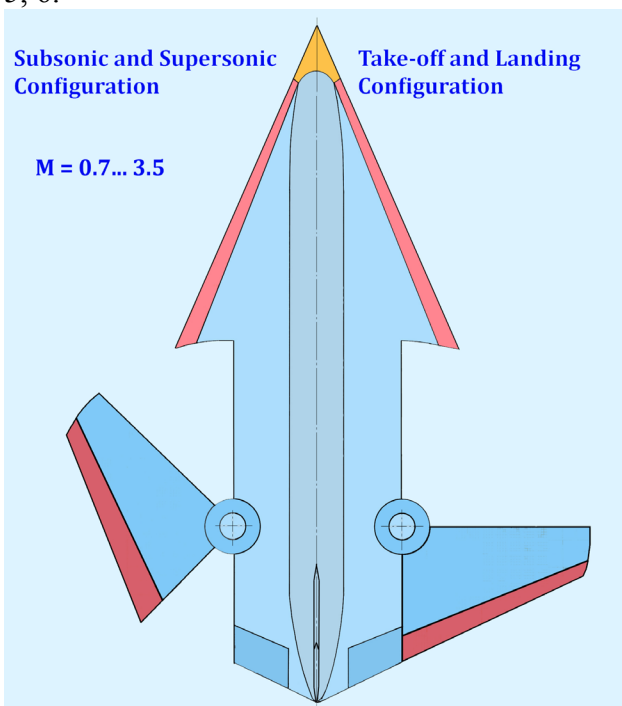 Subsonic and Supersonic
Configuration
Take-off and Landing
Configuration
M = 0.7... 3.5